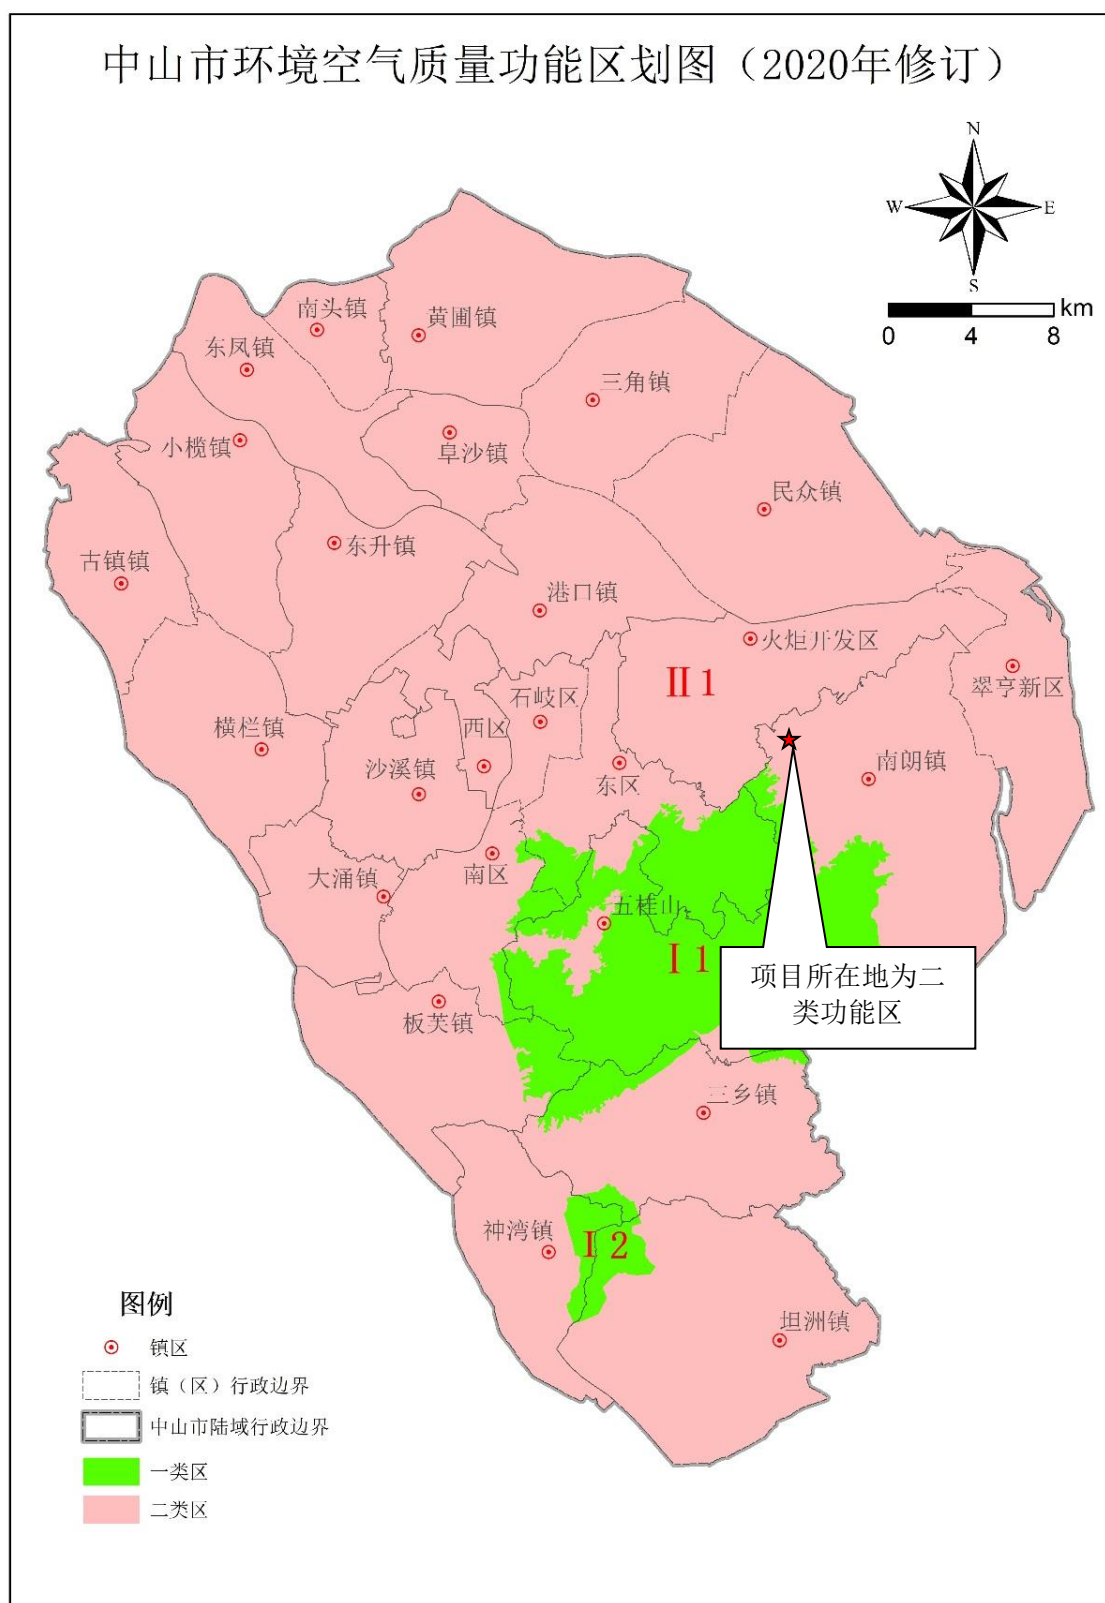 中山市环境空气质量功能区划图（2020年修订）
N
W
E
S
km
0
4
8
南头镇
黄圃镇
东凤镇
三角镇
小榄镇
阜沙镇
民众镇
东升镇
古镇镇
港口镇
火炬开发区
翠亨新区
II 1
石岐区
横栏镇
西区
沙溪镇
东区
南朗镇
南区
大涌镇
五桂山
I 1
项目所在地为二
类功能区
板芙镇
三乡镇
神湾镇
I 2
坦洲镇
图例
镇区
镇（区）行政边界
中山市陆域行政边界
一类区
二类区